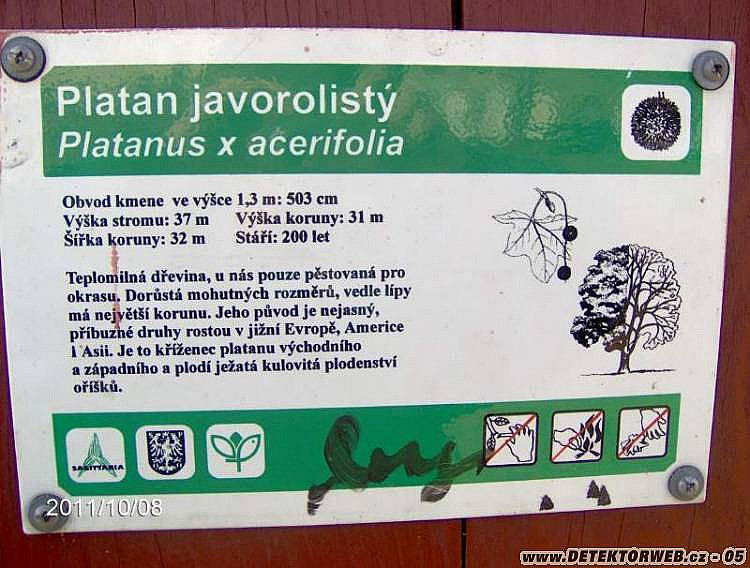 Platan javorolistý
Platanus x acerifolia
Obvod kmene ve výšce 1,3 m: 503 cm
Výška stromu: 37 m Výška koruny: 31 m
Šířka koruny: 32 m Stáří: 200 let
Teplomilná dřevina, u nás pouze pěstovaná pro
okrasu. Dorůstá mohutných rozměrů, vedle lípy
má největší korunu. Jeho původ je nejasný,
příbuzné druhy rostou v jižní Evropě, Americe
i Asii. Je to kříženec platanu východního
a západního a plodí ježatá kulovitá plodenství
oříšků.
SAGITTARIA
2011/10/08
www.DETEKTORWEB.cz - 05